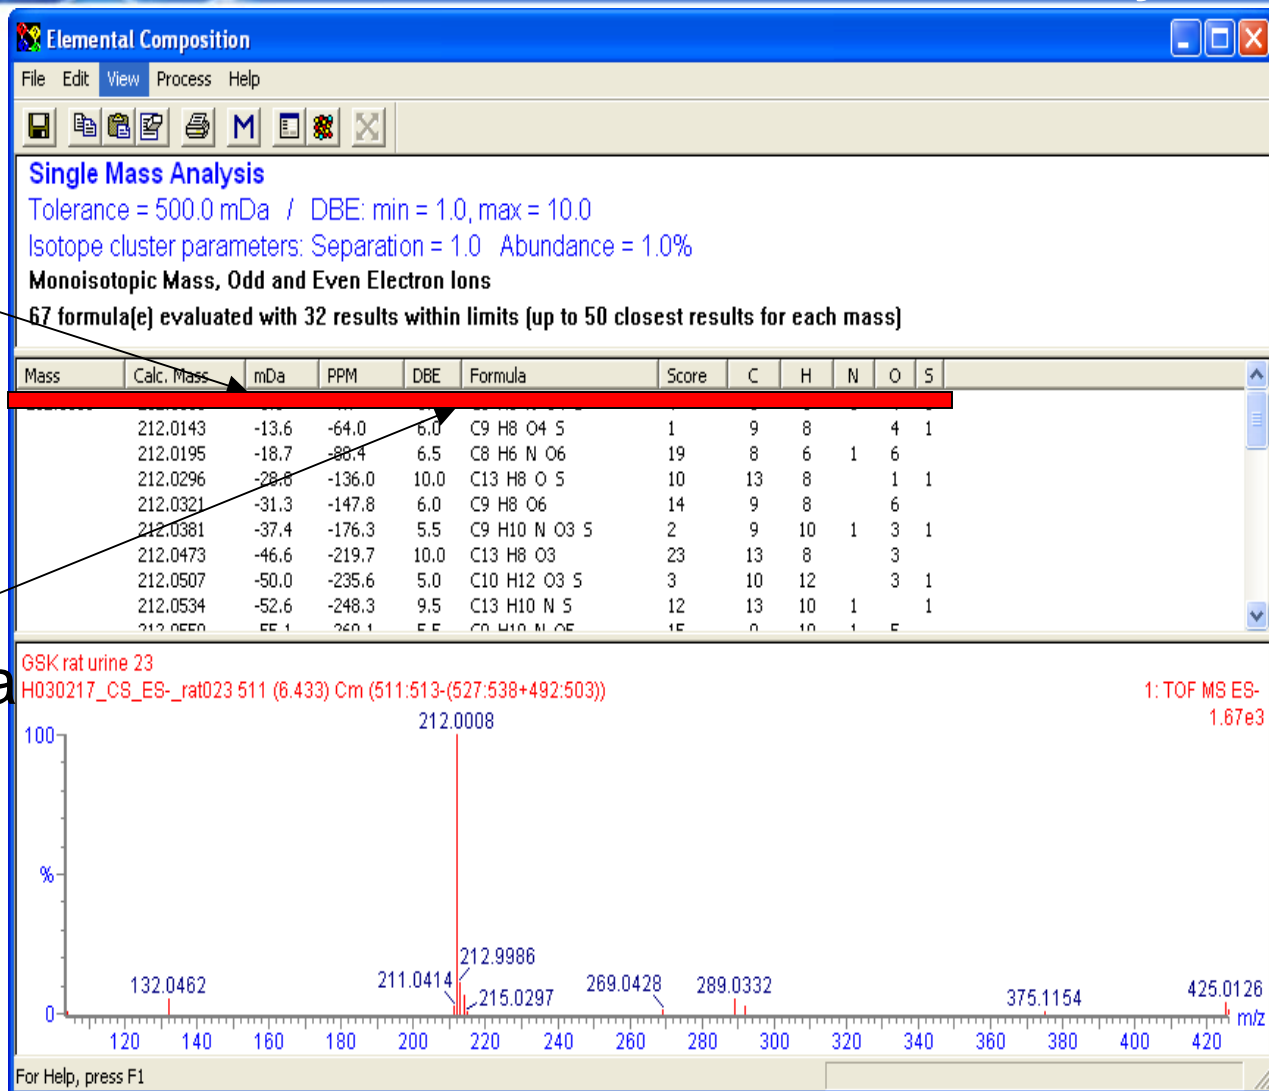 Elemental Composition
File Edit View Process Help
M
Single Mass Analysis
Tolerance = 500.0 mDa / DBE: min = 1.0, max = 10.0
Isotope cluster parameters: Separation = 1.0 Abundance = 1.0%
Monoisotopic Mass, Odd and Even Electron Ions
67 formula(e) evaluated with 32 results within limits (up to 50 closest results for each mass)
Mass Calc. Mass mDa PPM DBE Formula Score C H N O S
212.0143 -13.6 -64.0 6.0 C9 H8 O4 S 1 9 8 4 1
212.0195 -18.7 -88.4 6.5 C8 H6 N O6 19 8 6 1 6
212.0296 -28.8 -136.0 10.0 C13 H8 O S 10 13 8 1 1
212.0321 -31.3 -147.8 6.0 C9 H8 O6 14 9 8 6
212.0381 -37.4 -176.3 5.5 C9 H10 N O3 S 2 9 10 1 3 1
212.0473 -46.6 -219.7 10.0 C13 H8 O3 23 13 8 3
212.0507 -50.0 -235.6 5.0 C10 H12 O3 S 3 10 12 3 1
212.0534 -52.6 -248.3 9.5 C13 H10 N S 12 13 10 1 1
GSK rat urine 23
a
H030217_CS_ES-_rat023 511 (6.433) Cm (511:513-(527:538+492:503))
1: TOF MS ES-
1.67e3
212.0008
100
%
212.9986
132.0462 211.0414 215.0297 269.0428 289.0332 375.1154 425.0126
0
m/z
120 140 160 180 200 220 240 260 280 300 320 340 360 380 400 420
For Help, press F1